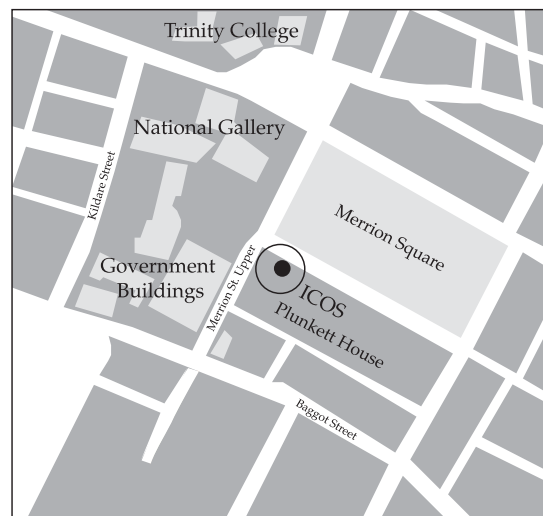 Trinity College
National Gallery
Kildare Street
Merrion Square
Government
Buildings
Merrion St. Upper
ICOS
Plunkett House
Baggot Street